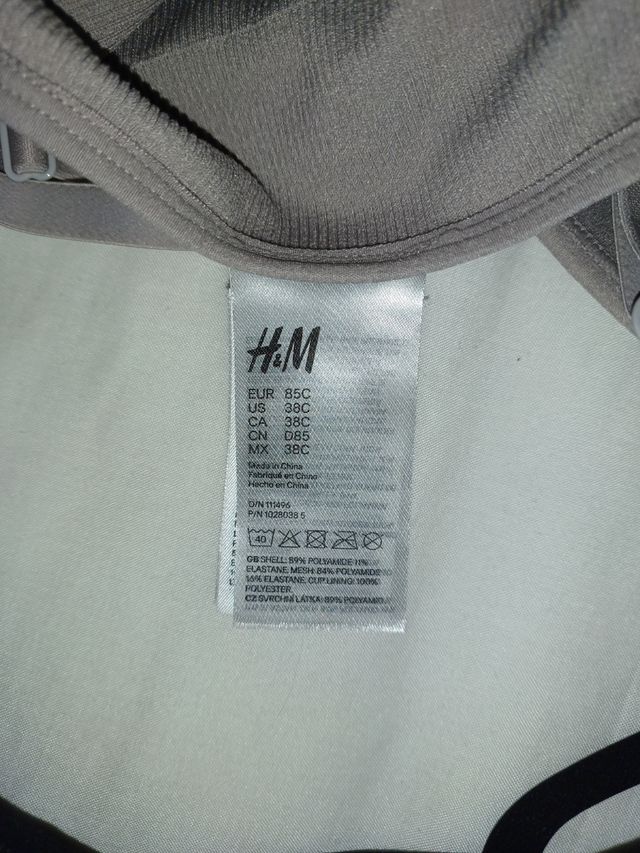 H&M
EUR 85C
US 38C
CA 38C
CN D85
MX 38C
Made in China
Fabriqué en Chine
Hecho en China
O/N 111496
P/N 1028038 5
40
GB SHELL: 89% POLYAMIDE 11%
ELASTANE. MESH: 84% POLYAMIDE
16% ELASTANE. CUP LINING: 100%
POLYESTER.
CZ SVRCHNÍ LÁTKA: 89% POLYAMID